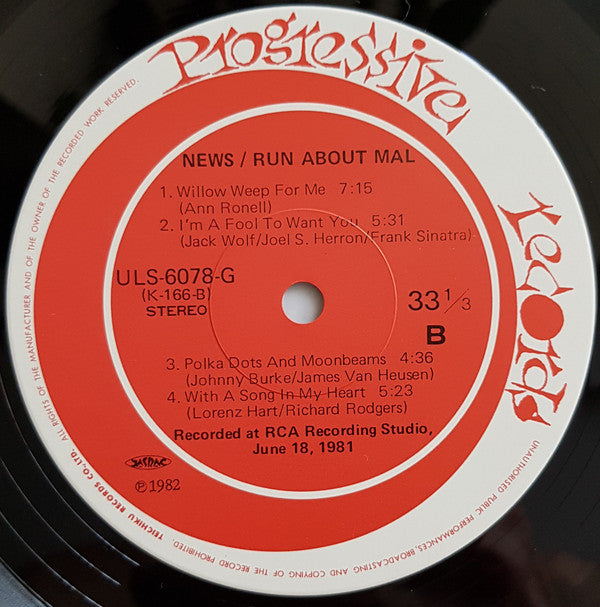 Progressive
records
NEWS / RUN ABOUT MAL
1. Willow Weep For Me 7:15
(Ann Ronell)
2. I'm A Fool To Want You 5:31
(Jack Wolf/Joel S. Herron/Frank Sinatra)
ULS-6078-G
(K-166-B)
STEREO
33 1/3
B
3. Polka Dots And Moonbeams 4:36
(Johnny Burke/James Van Heusen)
4. With A Song In My Heart 5:23
(Lorenz Hart/Richard Rodgers)
Recorded at RCA Recording Studio,
June 18, 1981
JASRAC
℗1982
TEICHIKU RECORDS CO., LTD. ALL RIGHTS OF THE MANUFACTURER AND OF THE OWNER OF THE RECORDED WORK RESERVED.
UNAUTHORISED PUBLIC PERFORMANCES, BROADCASTING AND COPYING OF THE RECORD PROHIBITED.